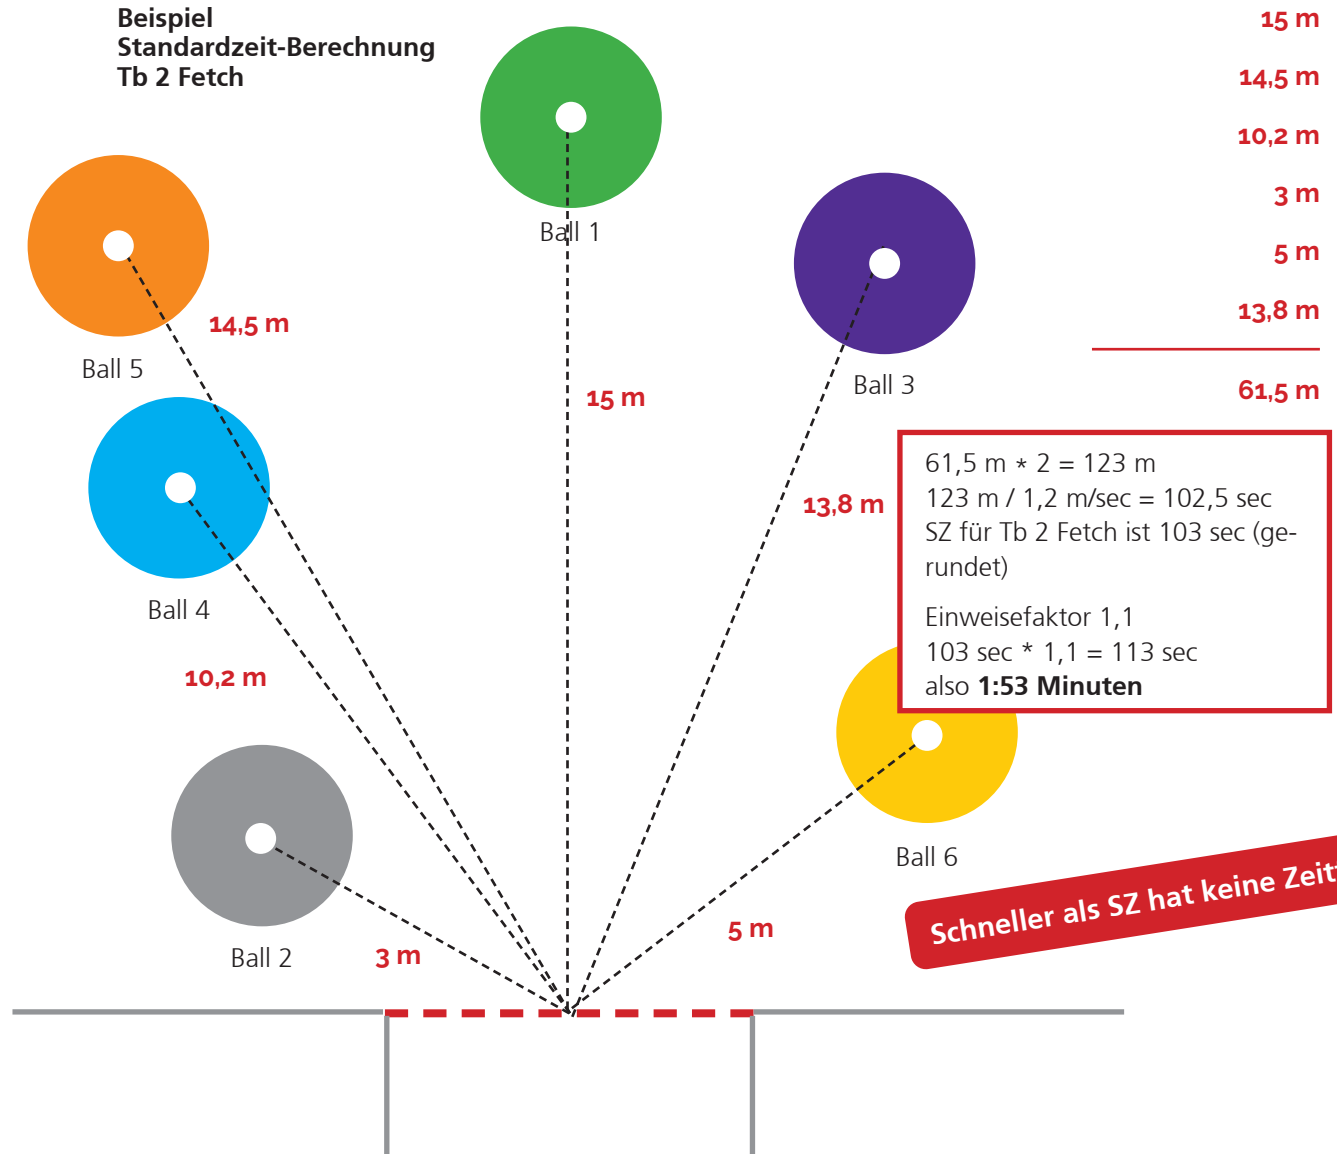 Beispiel
Standardzeit-Berechnung
Tb 2 Fetch
15 m
14,5 m
10,2 m
3 m
5 m
13,8 m
61,5 m
Ball 1
Ball 5
14,5 m
Ball 3
15 m
13,8 m
Ball 4
10,2 m
61,5 m * 2 = 123 m
123 m / 1,2 m/sec = 102,5 sec
SZ für Tb 2 Fetch ist 103 sec (ge-
rundet)
Einweisefaktor 1,1
103 sec * 1,1 = 113 sec
also 1:53 Minuten
Ball 6
Ball 2
3 m
5 m
Schneller als SZ hat keine